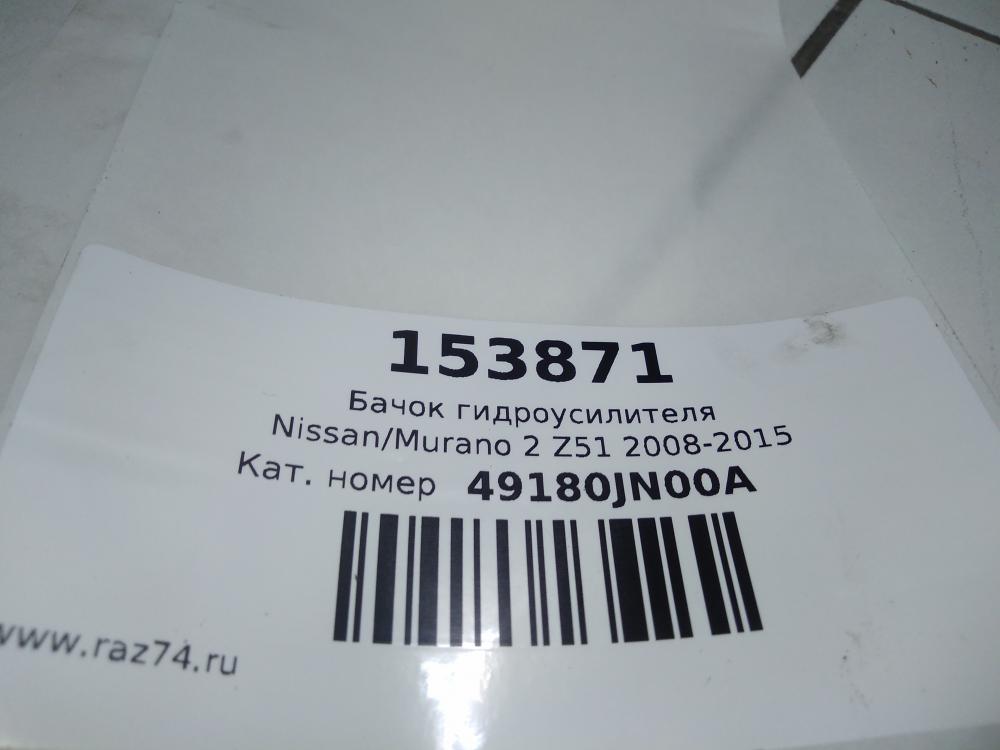 153871
Бачок гидроусилителя
Nissan/Murano 2 Z51 2008-2015
Кат. номер 49180JN00A
www.raz74.ru